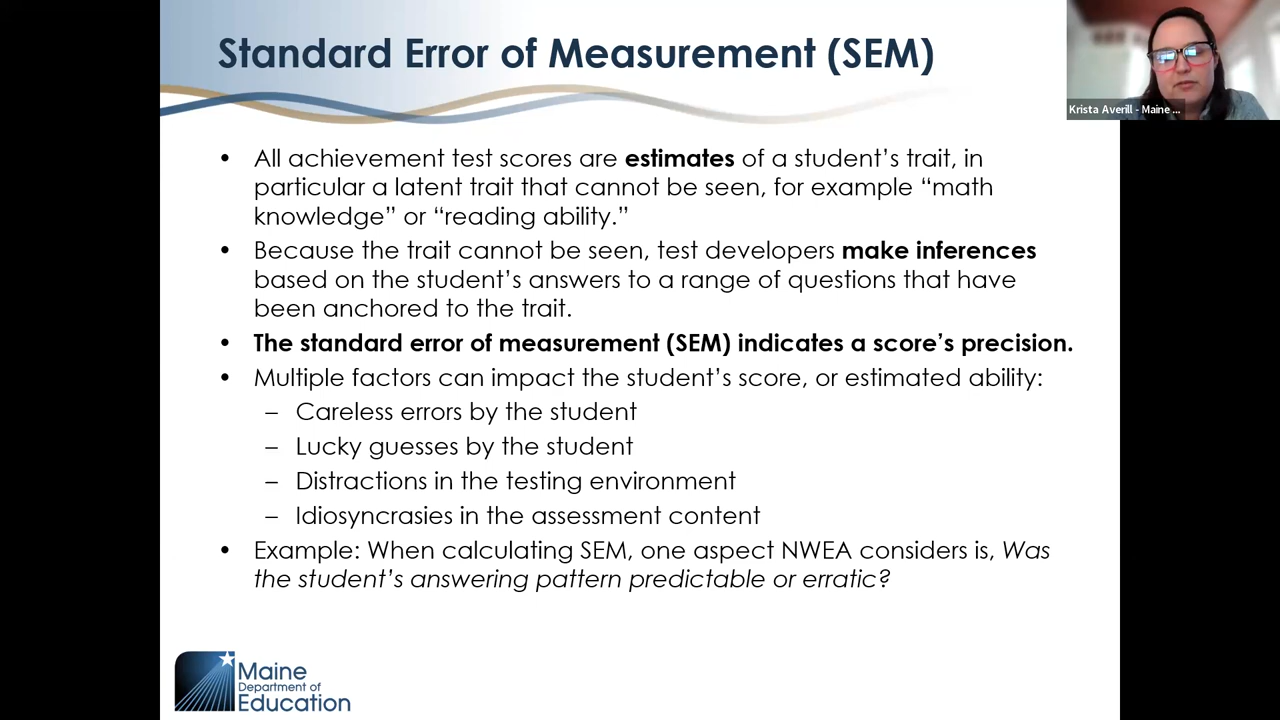 Standard Error of Measurement (SEM)
Krista Averill - Maine ...
• All achievement test scores are estimates of a student’s trait, in
particular a latent trait that cannot be seen, for example “math
knowledge” or “reading ability.”
• Because the trait cannot be seen, test developers make inferences
based on the student’s answers to a range of questions that have
been anchored to the trait.
• The standard error of measurement (SEM) indicates a score’s precision.
• Multiple factors can impact the student’s score, or estimated ability:
– Careless errors by the student
– Lucky guesses by the student
– Distractions in the testing environment
– Idiosyncrasies in the assessment content
• Example: When calculating SEM, one aspect NWEA considers is, Was
the student’s answering pattern predictable or erratic?
Maine
Department of
Education